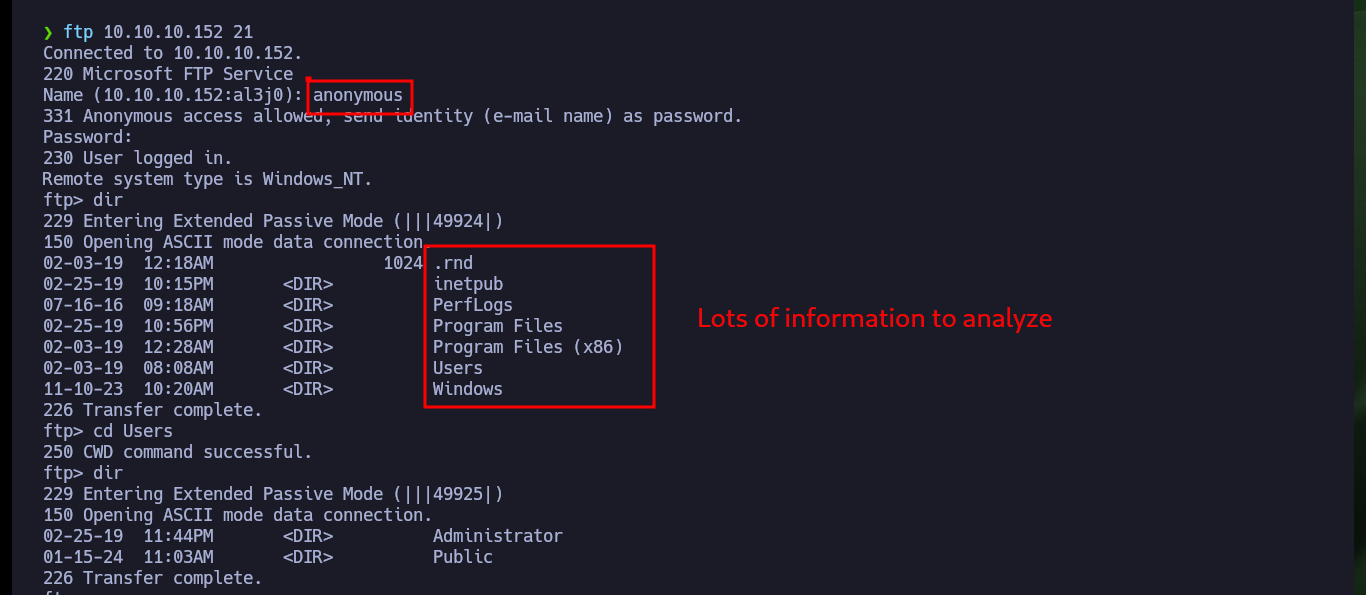 ❯ ftp 10.10.10.152 21
Connected to 10.10.10.152.
220 Microsoft FTP Service
Name (10.10.10.152:al3j0): anonymous
331 Anonymous access allowed, send identity (e-mail name) as password.
Password:
230 User logged in.
Remote system type is Windows_NT.
ftp> dir
229 Entering Extended Passive Mode (|||49924|)
150 Opening ASCII mode data connection.
02-03-19  12:18AM                 1024 .rnd
02-25-19  10:15PM       <DIR>          inetpub
07-16-16  09:18AM       <DIR>          PerfLogs
02-25-19  10:56PM       <DIR>          Program Files
Lots of information to analyze
02-03-19  12:28AM       <DIR>          Program Files (x86)
02-03-19  08:08AM       <DIR>          Users
11-10-23  10:20AM       <DIR>          Windows
226 Transfer complete.
ftp> cd Users
250 CWD command successful.
ftp> dir
229 Entering Extended Passive Mode (|||49925|)
150 Opening ASCII mode data connection.
02-25-19  11:44PM       <DIR>          Administrator
01-15-24  11:03AM       <DIR>          Public
226 Transfer complete.